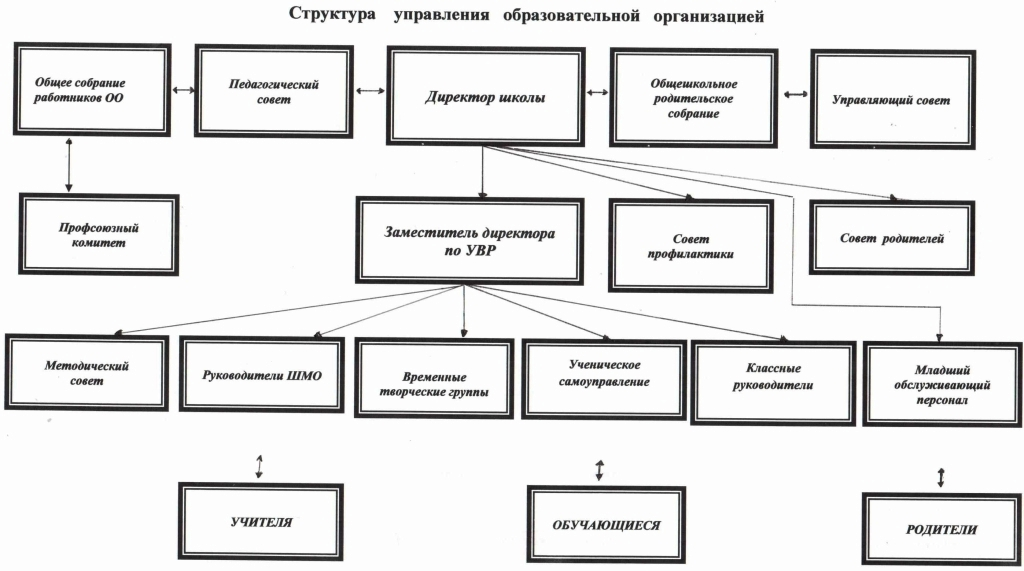 Структура управления образовательной организацией
Общее собрание
работников ОО
Педагогический
совет
Директор школы
Общешкольное
родительское
собрание
Управляющий совет
Профсоюзный
комитет
Заместитель директора
по УВР
Совет
профилактики
Совет родителей
Методический
совет
Руководители ШМО
Временные
творческие группы
Ученическое
самоуправление
Классные
руководители
Младший
обслуживающий
персонал
УЧИТЕЛЯ
ОБУЧАЮЩИЕСЯ
РОДИТЕЛИ